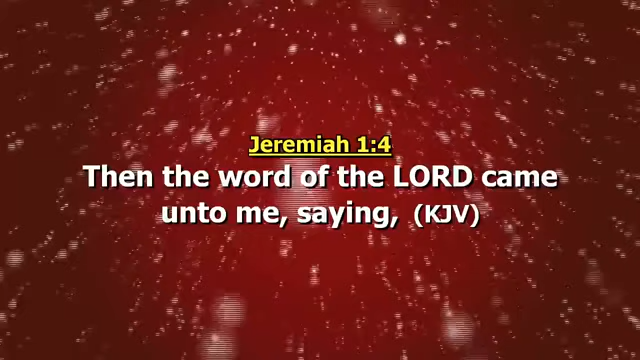 Jeremiah 1:4
Then the word of the LORD came
unto me, saying, (KJV)